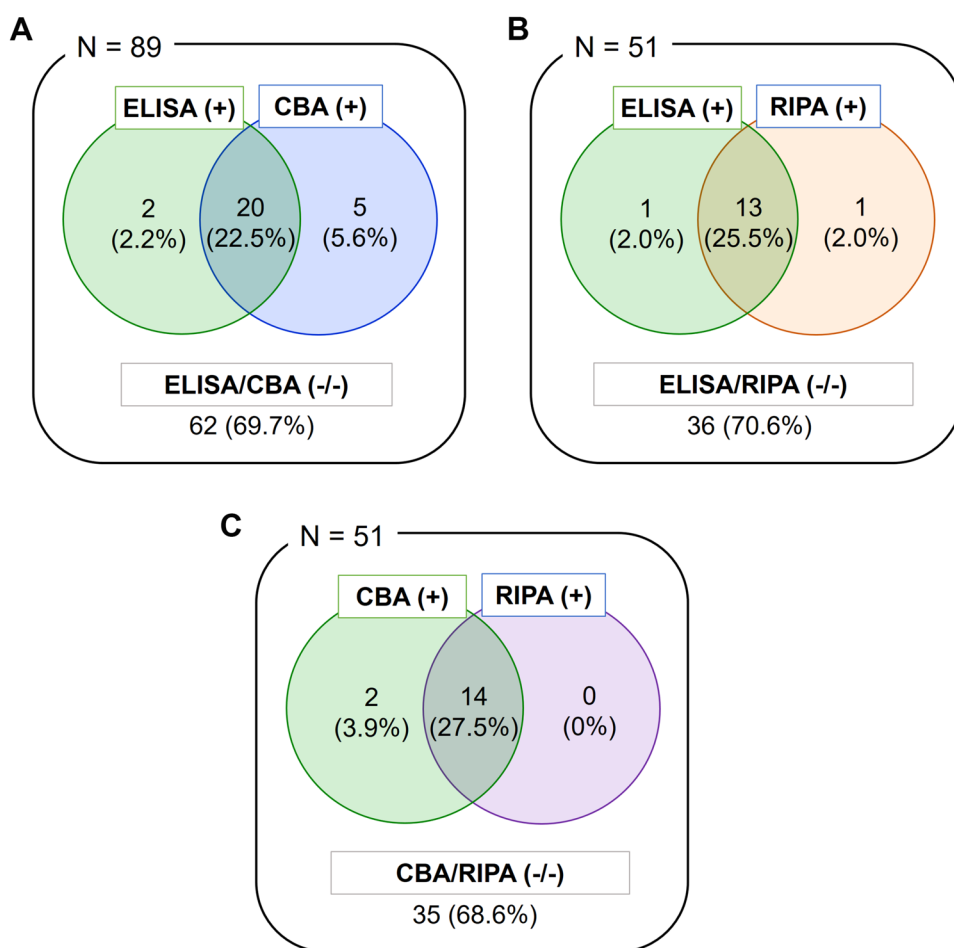 A
N = 89
ELISA (+)
CBA (+)
2
(2.2%)
20
(22.5%)
5
(5.6%)
ELISA/CBA (-/-)
62 (69.7%)
B
N = 51
ELISA (+)
RIPA (+)
1
(2.0%)
13
(25.5%)
1
(2.0%)
ELISA/RIPA (-/-)
36 (70.6%)
C
N = 51
CBA (+)
RIPA (+)
2
(3.9%)
14
(27.5%)
0
(0%)
CBA/RIPA (-/-)
35 (68.6%)